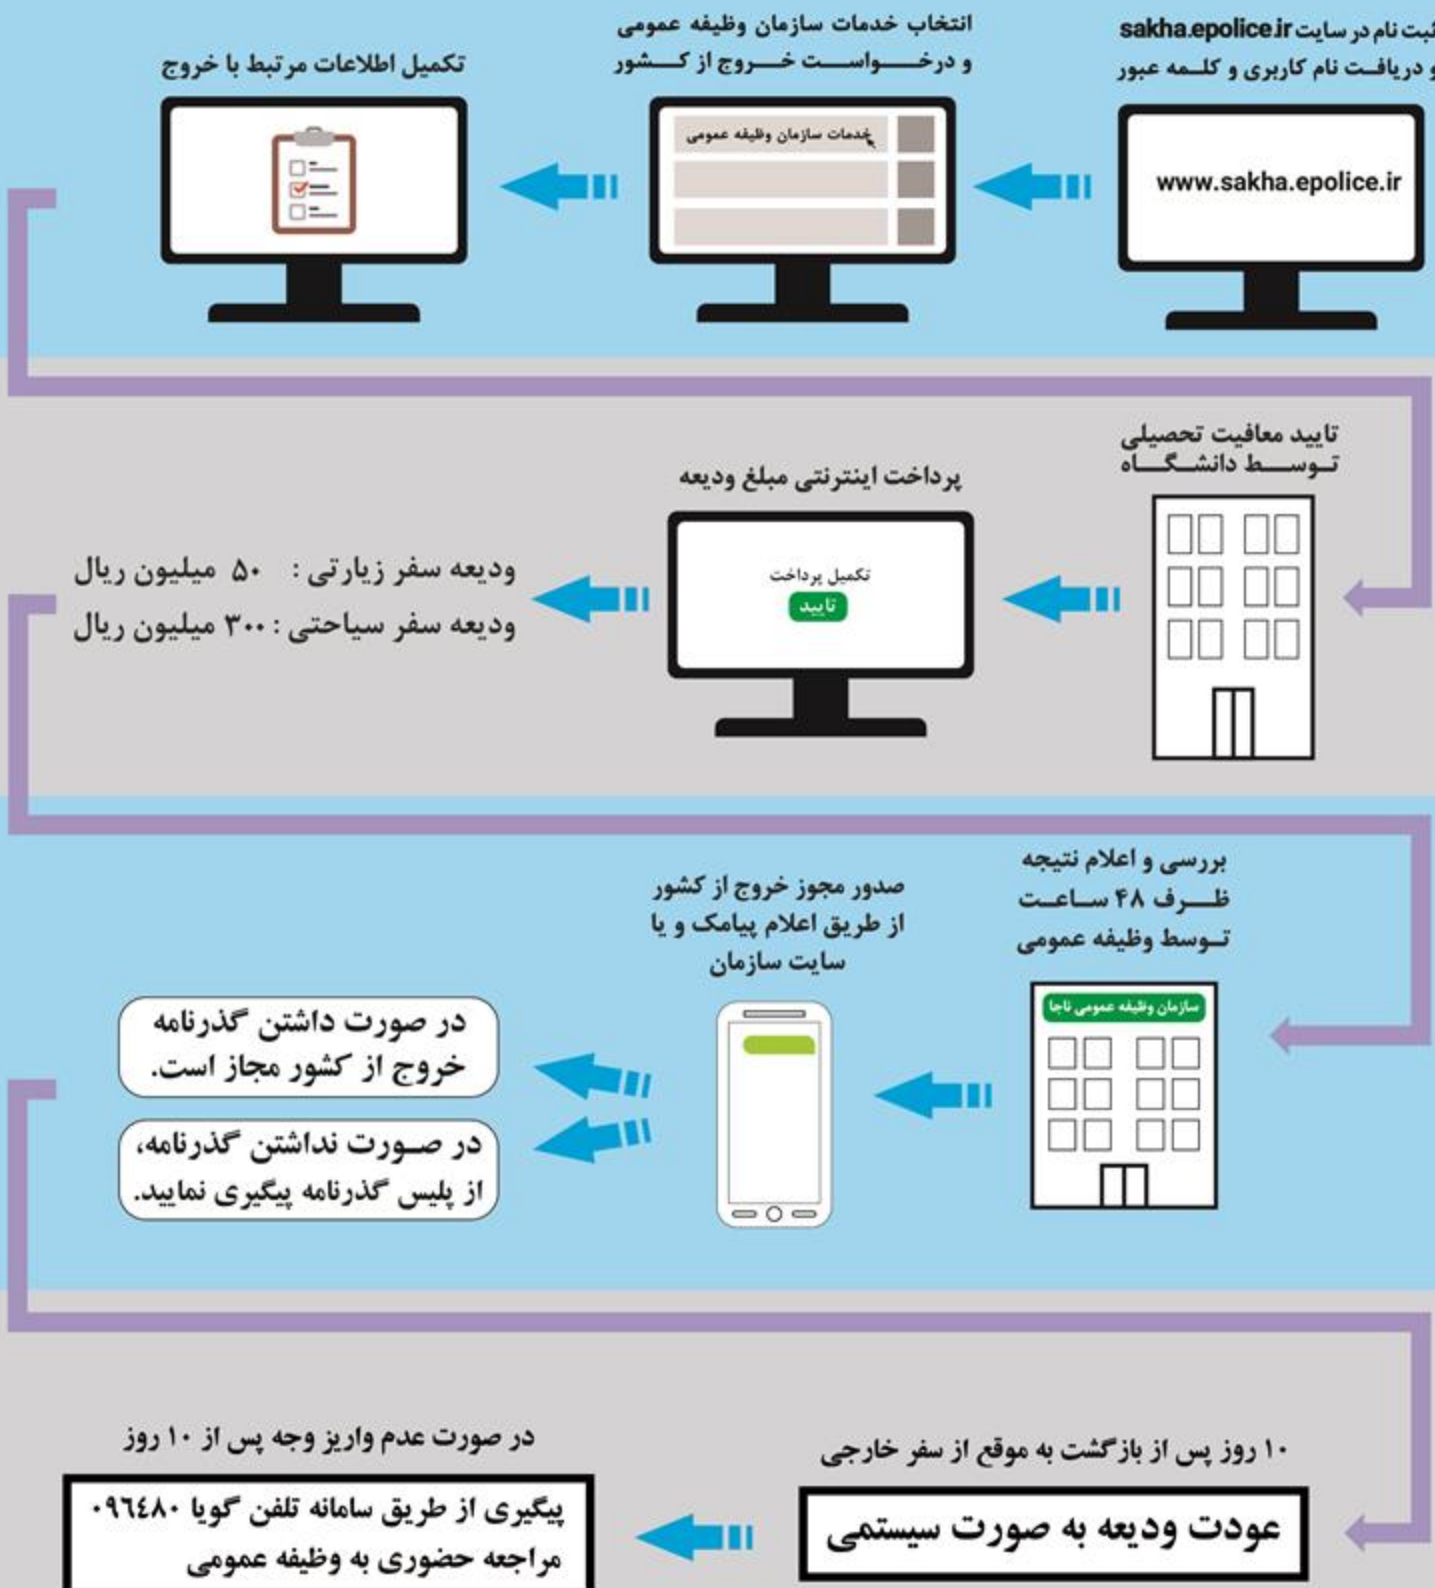 ثبت نام در سایت sakha.epolice.ir
و دریافت نام کاربری و کلمه عبور
www.sakha.epolice.ir
انتخاب خدمات سازمان وظیفه عمومی
و درخواست خروج از کشور
خدمات سازمان وظیفه عمومی
تکمیل اطلاعات مرتبط با خروج
تایید معافیت تحصیلی
توسط دانشگاه
پرداخت اینترنتی مبلغ ودیعه
تکمیل پرداخت
تایید
ودیعه سفر زیارتی : ۵۰ میلیون ریال
ودیعه سفر سیاحتی : ۳۰۰ میلیون ریال
بررسی و اعلام نتیجه
ظرف ۴۸ ساعت
توسط وظیفه عمومی
سازمان وظیفه عمومی ناجا
صدور مجوز خروج از کشور
از طریق اعلام پیامک و یا
سایت سازمان
در صورت داشتن گذرنامه
خروج از کشور مجاز است.
در صورت نداشتن گذرنامه،
از پلیس گذرنامه پیگیری نمایید.
۱۰ روز پس از بازگشت به موقع از سفر خارجی
عودت ودیعه به صورت سیستمی
در صورت عدم واریز وجه پس از ۱۰ روز
پیگیری از طریق سامانه تلفن گویا ۰۹٦٤٨٠
مراجعه حضوری به وظیفه عمومی